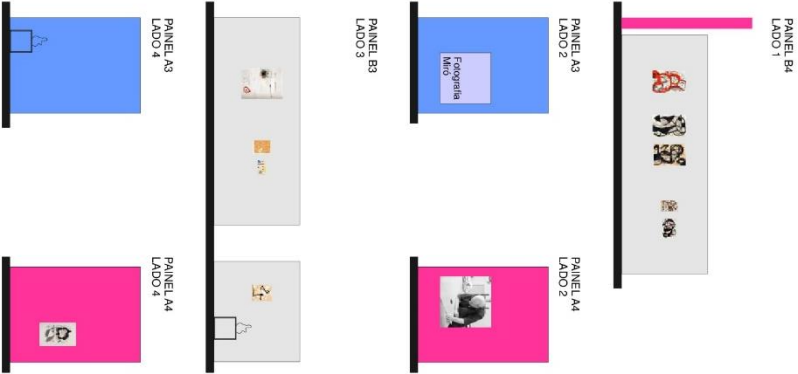 PAINEL B4
LADO 1
PAINEL A3
LADO 2
Fotografia
Miró
PAINEL A4
LADO 2
PAINEL B3
LADO 3
PAINEL A3
LADO 4
PAINEL A4
LADO 4